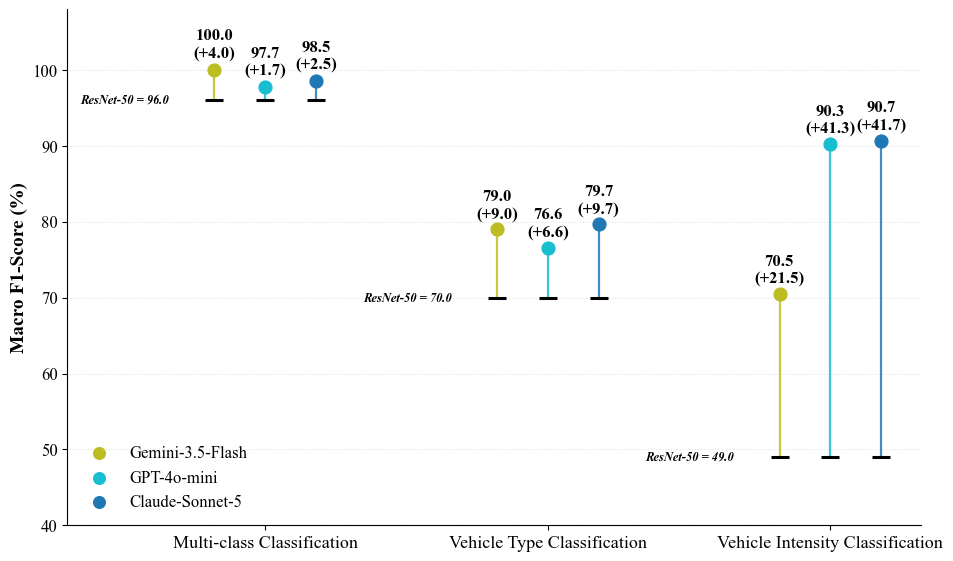 100.0
(+4.0)
97.7
(+1.7)
98.5
(+2.5)
ResNet-50 = 96.0
79.0
(+9.0)
76.6
(+6.6)
79.7
(+9.7)
ResNet-50 = 70.0
70.5
(+21.5)
90.3
(+41.3)
90.7
(+41.7)
ResNet-50 = 49.0
Macro F1-Score (%)
100
90
80
70
60
50
40
Gemini-3.5-Flash
GPT-4o-mini
Claude-Sonnet-5
Multi-class Classification
Vehicle Type Classification
Vehicle Intensity Classification